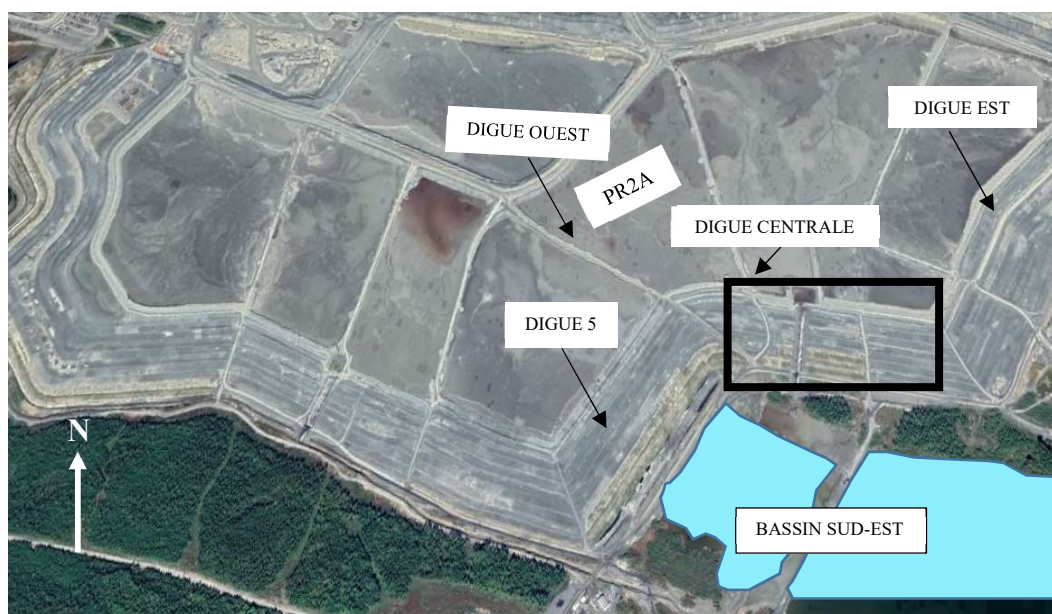 DIGUE EST
DIGUE OUEST
PR2A
DIGUE CENTRALE
DIGUE 5
N
BASSIN SUD-EST